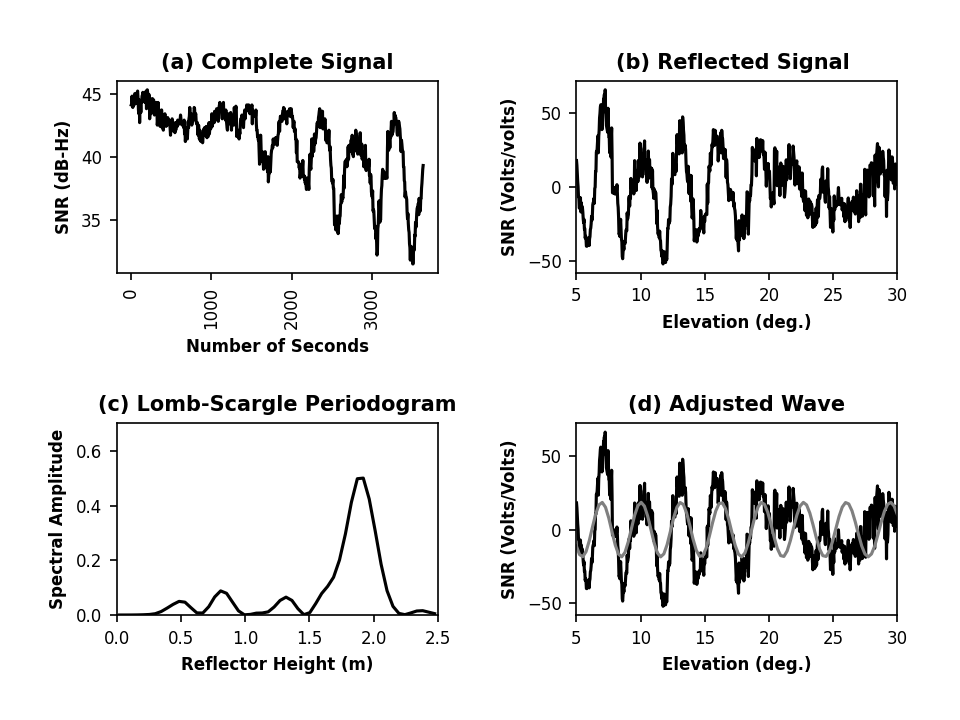 (a) Complete Signal
SNR (dB-Hz)
45
40
35
0
1000
2000
3000
Number of Seconds
(b) Reflected Signal
SNR (Volts/volts)
50
0
−50
5 10 15 20 25 30
Elevation (deg.)
(c) Lomb-Scargle Periodogram
Spectral Amplitude
0.6
0.4
0.2
0.0
0.0 0.5 1.0 1.5 2.0 2.5
Reflector Height (m)
(d) Adjusted Wave
SNR (Volts/Volts)
50
0
−50
5 10 15 20 25 30
Elevation (deg.)